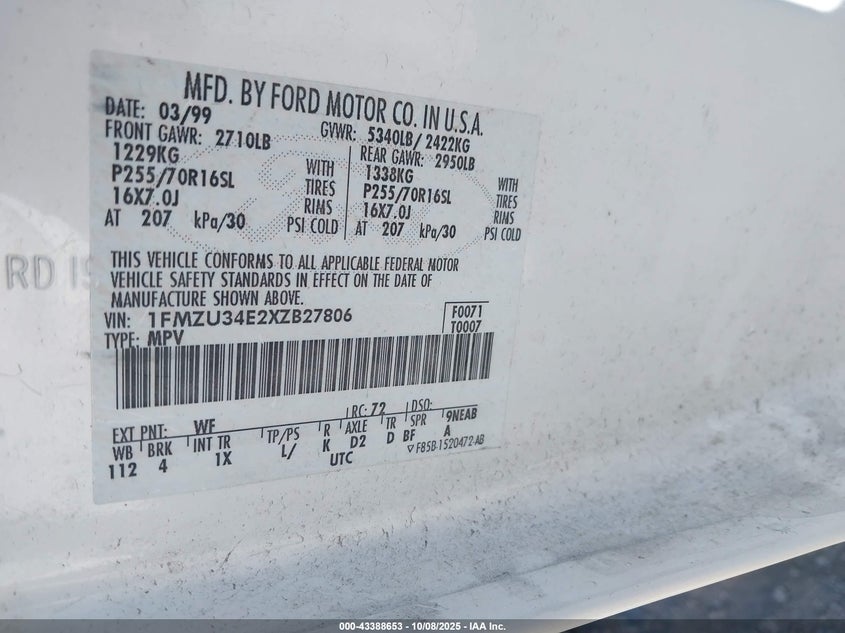 MFD. BY FORD MOTOR CO. IN U.S.A.
DATE: 03/99 GVWR: 5340LB/ 2422KG
FRONT GAWR: 2710LB REAR GAWR: 2950LB
1229KG WITH 1338KG WITH
P255/70R16SL TIRES P255/70R16SL TIRES
16X7.0J RIMS 16X7.0J RIMS
AT 207 kPa/30 PSI COLD AT 207 kPa/30 PSI COLD
THIS VEHICLE CONFORMS TO ALL APPLICABLE FEDERAL MOTOR
VEHICLE SAFETY STANDARDS IN EFFECT ON THE DATE OF
MANUFACTURE SHOWN ABOVE.
VIN: 1FMZU34E2XZB27806 F0071
TYPE: MPV T0007
EXT PNT: WF RC: 72 DSO:
WB BRK INT TR TP/PS R AXLE TR SPR 9NEAB
112 4 1X L/ K D2 D BF A
UTC ▽ F85B-1520472-AB
RD IS
000-43388653 - 10/08/2025 - IAA Inc.